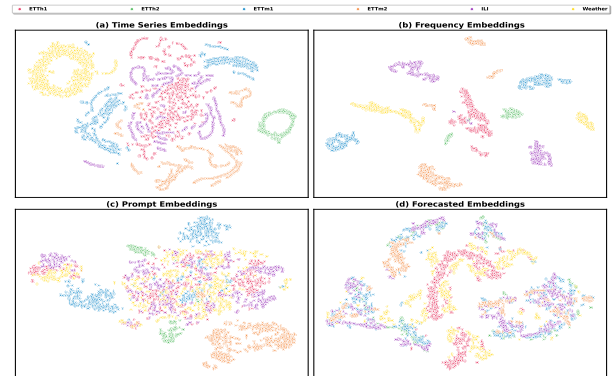 ETTh1 ETTh2 ETTm1 ETTm2 ILI Weather
(a) Time Series Embeddings
(b) Frequency Embeddings
(c) Prompt Embeddings
(d) Forecasted Embeddings